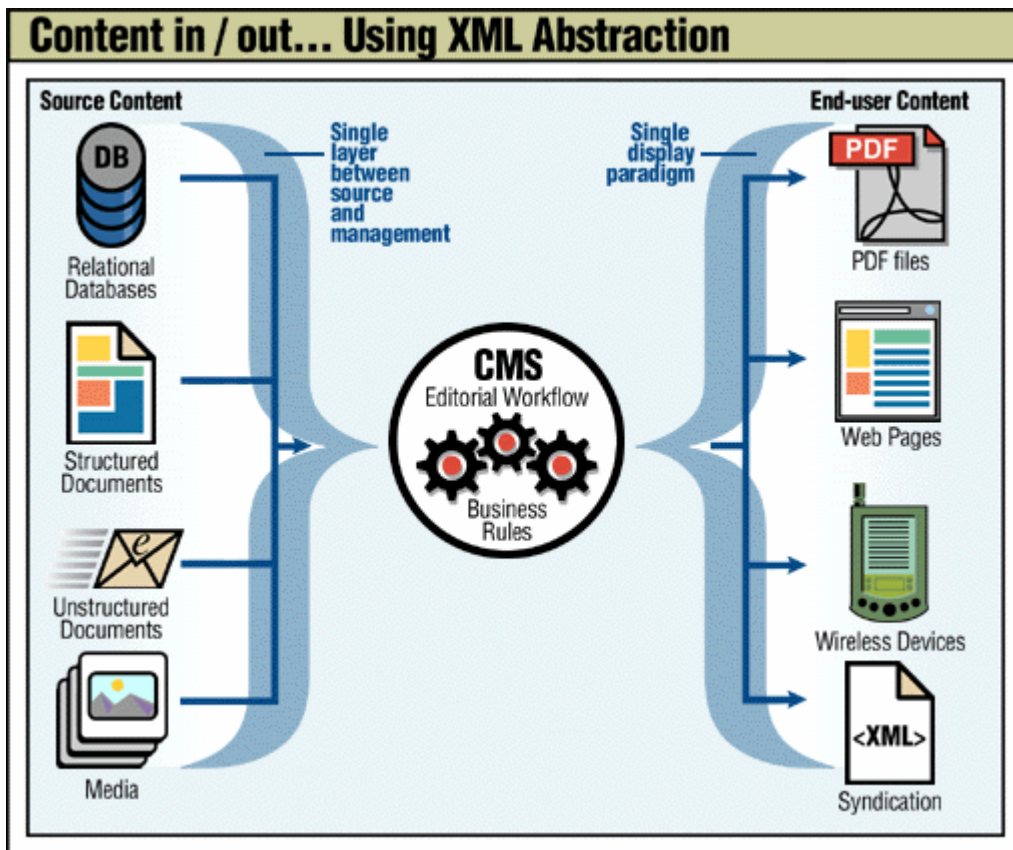 Content in / out... Using XML Abstraction
Source Content
DB
Relational
Databases
Structured
Documents
e
Unstructured
Documents
Media
Single
layer
between
source
and
management
CMS
Editorial Workflow
Business
Rules
Single
display
paradigm
End-user Content
PDF
PDF files
Web Pages
Wireless Devices
<XML>
Syndication